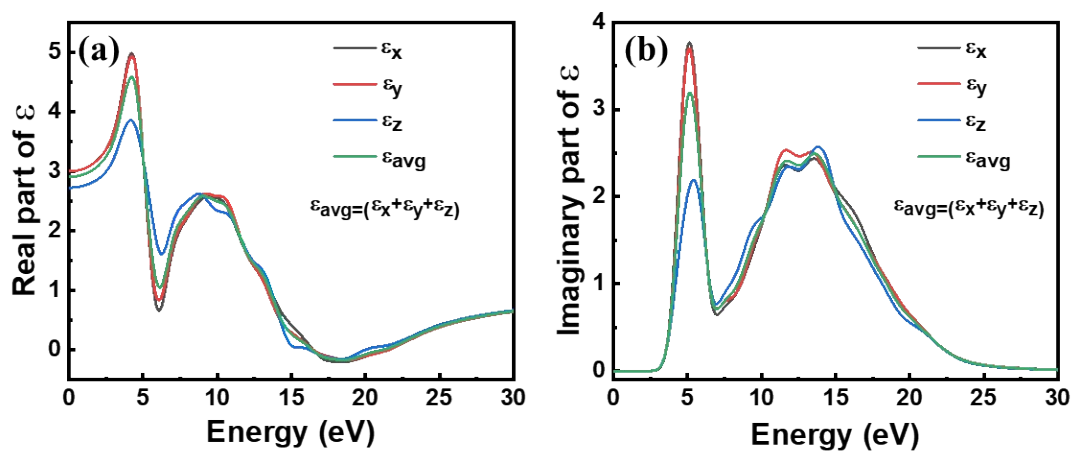 (a)
εx
εy
εz
εavg
εavg=(εx+εy+εz)
Real part of ε
5
4
3
2
1
0
0 5 10 15 20 25 30
Energy (eV)
(b)
εx
εy
εz
εavg
εavg=(εx+εy+εz)
Imaginary part of ε
4
3
2
1
0
0 5 10 15 20 25 30
Energy (eV)